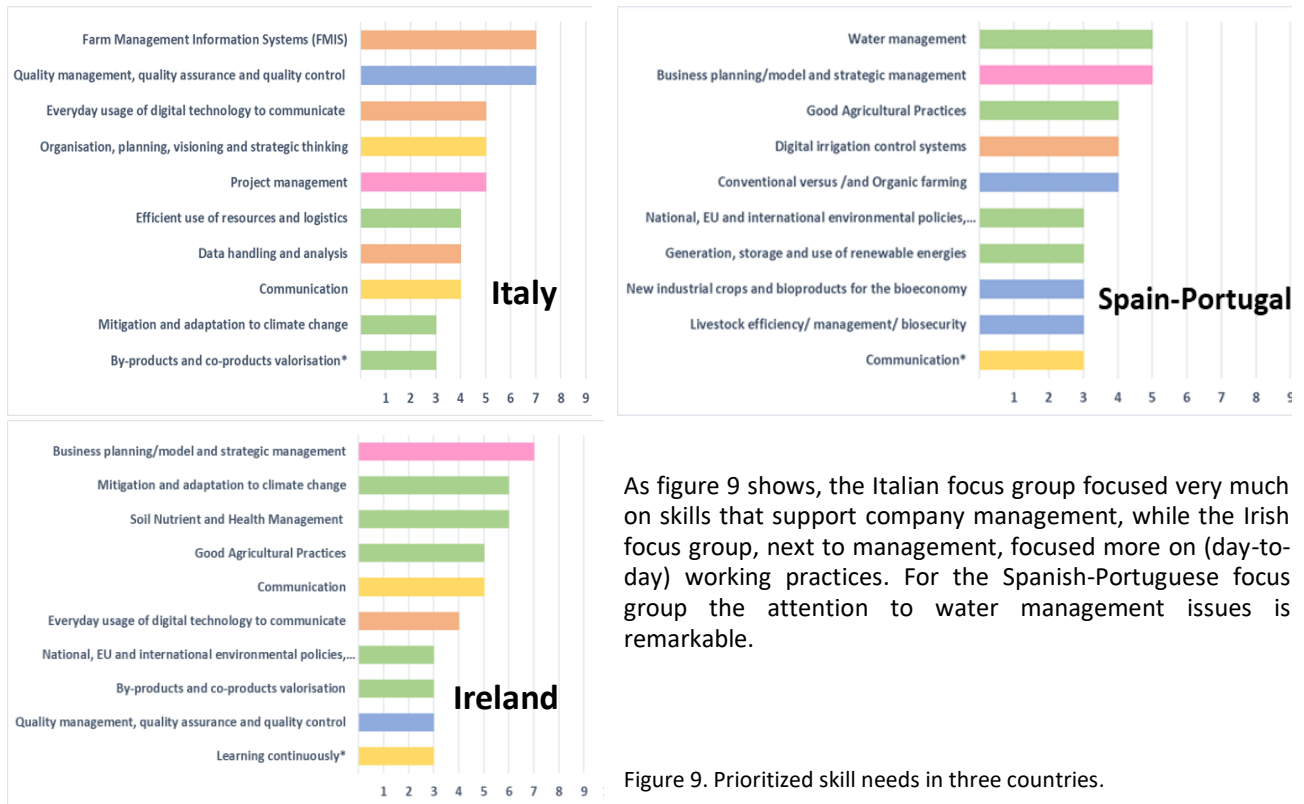 Farm Management Information Systems (FMIS)
Quality management, quality assurance and quality control
Everyday usage of digital technology to communicate
Organisation, planning, visioning and strategic thinking
Project management
Efficient use of resources and logistics
Data handling and analysis
Communication
Mitigation and adaptation to climate change
By-products and co-products valorisation*
Italy
1 2 3 4 5 6 7 8 9
Water management
Business planning/model and strategic management
Good Agricultural Practices
Digital irrigation control systems
Conventional versus /and Organic farming
National, EU and international environmental policies,...
Generation, storage and use of renewable energies
New industrial crops and bioproducts for the bioeconomy
Livestock efficiency/ management/ biosecurity
Communication*
Spain-Portugal
1 2 3 4 5 6 7 8 9
Business planning/model and strategic management
Mitigation and adaptation to climate change
Soil Nutrient and Health Management
Good Agricultural Practices
Communication
Everyday usage of digital technology to communicate
National, EU and international environmental policies,...
By-products and co-products valorisation
Quality management, quality assurance and quality control
Learning continuously*
Ireland
1 2 3 4 5 6 7 8 9
As figure 9 shows, the Italian focus group focused very much
on skills that support company management, while the Irish
focus group, next to management, focused more on (day-to-
day) working practices. For the Spanish-Portuguese focus
group the attention to water management issues is
remarkable.
Figure 9. Prioritized skill needs in three countries.